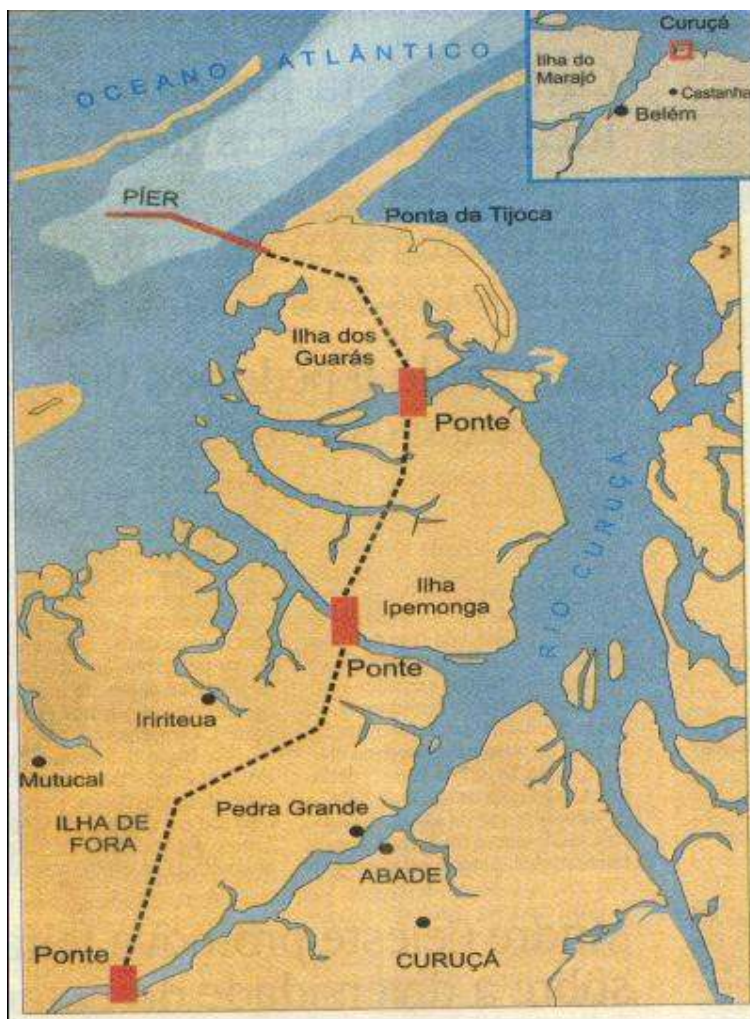 OCEANO ATLÂNTICO
Curuçá
Ilha do
Marajó
Castanha
Belém
PÍER
Ponta da Tijoca
Ilha dos
Guarás
Ponte
RIO CURUÇÁ
Ilha
Ipemonga
Ponte
Iririteua
Mutucal
Pedra Grande
ILHA DE
FORA
ABADE
Ponte
CURUÇÁ